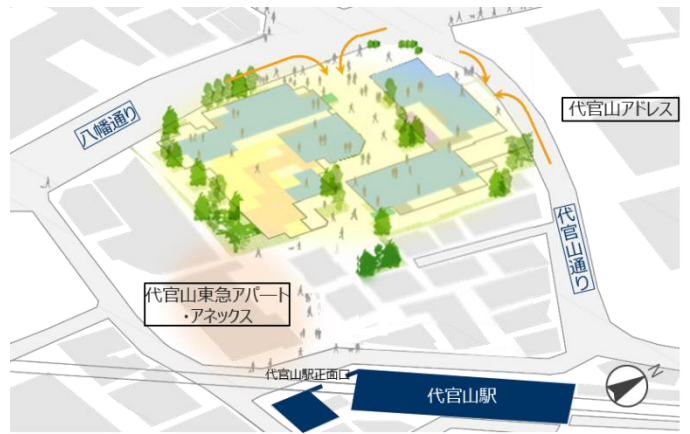 八幡通り
代官山アドレス
代官山通り
代官山東急アパート
・アネックス
代官山駅正面口
代官山駅
N